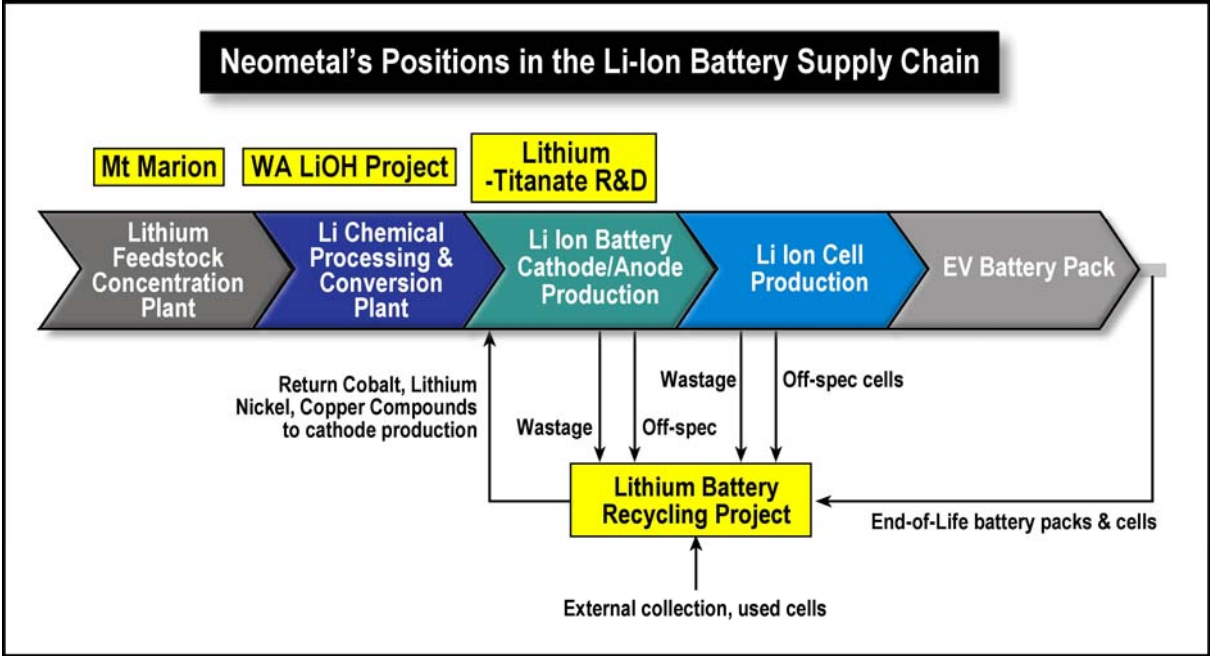 Neometal's Positions in the Li-Ion Battery Supply Chain
Mt Marion
WA LiOH Project
Lithium
-Titanate R&D
Lithium
Feedstock
Concentration
Plant
Li Chemical
Processing &
Conversion
Plant
Li Ion Battery
Cathode/Anode
Production
Li Ion Cell
Production
EV Battery Pack
Return Cobalt, Lithium
Nickel, Copper Compounds
to cathode production
Wastage
Off-spec
Wastage
Off-spec cells
Lithium Battery
Recycling Project
End-of-Life battery packs & cells
External collection, used cells